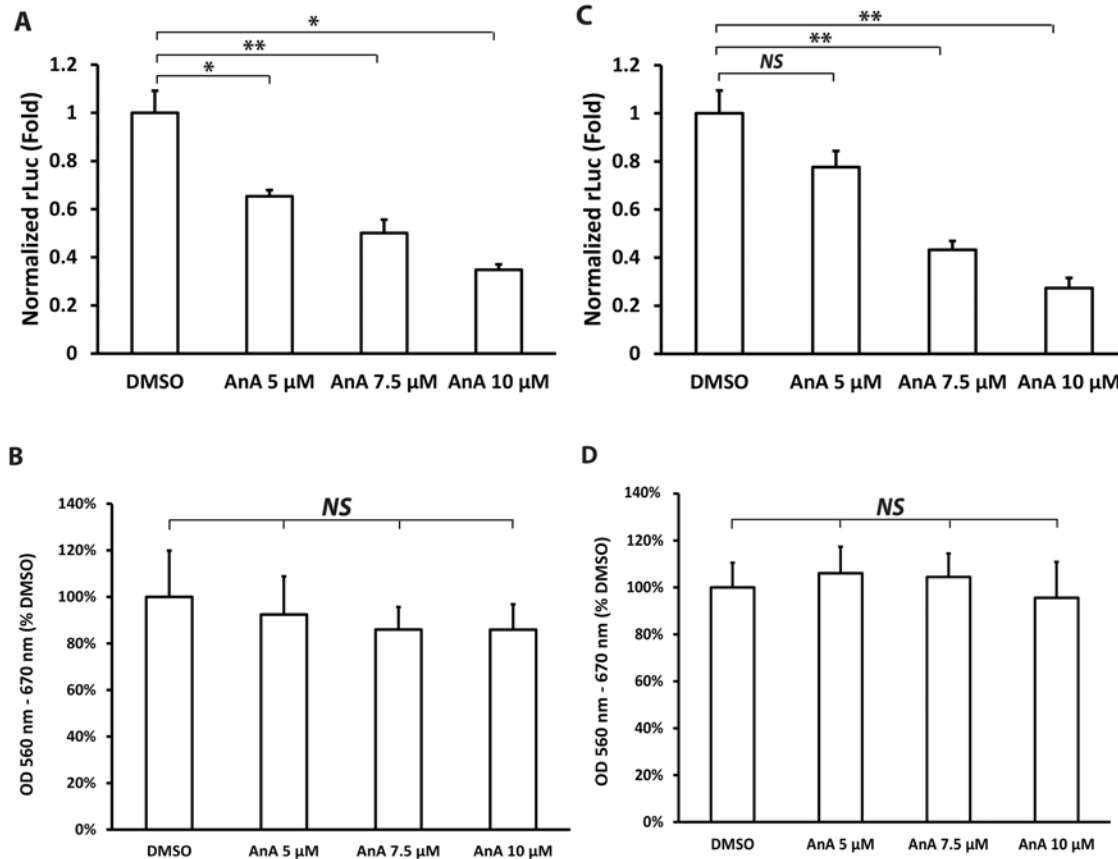 A
*
**
*
Normalized rLuc (Fold)
1.2
1
0.8
0.6
0.4
0.2
0
DMSO AnA 5 µM AnA 7.5 µM AnA 10 µM
C
**
**
NS
Normalized rLuc (Fold)
1.2
1
0.8
0.6
0.4
0.2
0
DMSO AnA 5 µM AnA 7.5 µM AnA 10 µM
B
NS
OD 560 nm - 670 nm (% DMSO)
140%
120%
100%
80%
60%
40%
20%
0%
DMSO AnA 5 µM AnA 7.5 µM AnA 10 µM
D
NS
OD 560 nm - 670 nm (% DMSO)
140%
120%
100%
80%
60%
40%
20%
0%
DMSO AnA 5 µM AnA 7.5 µM AnA 10 µM